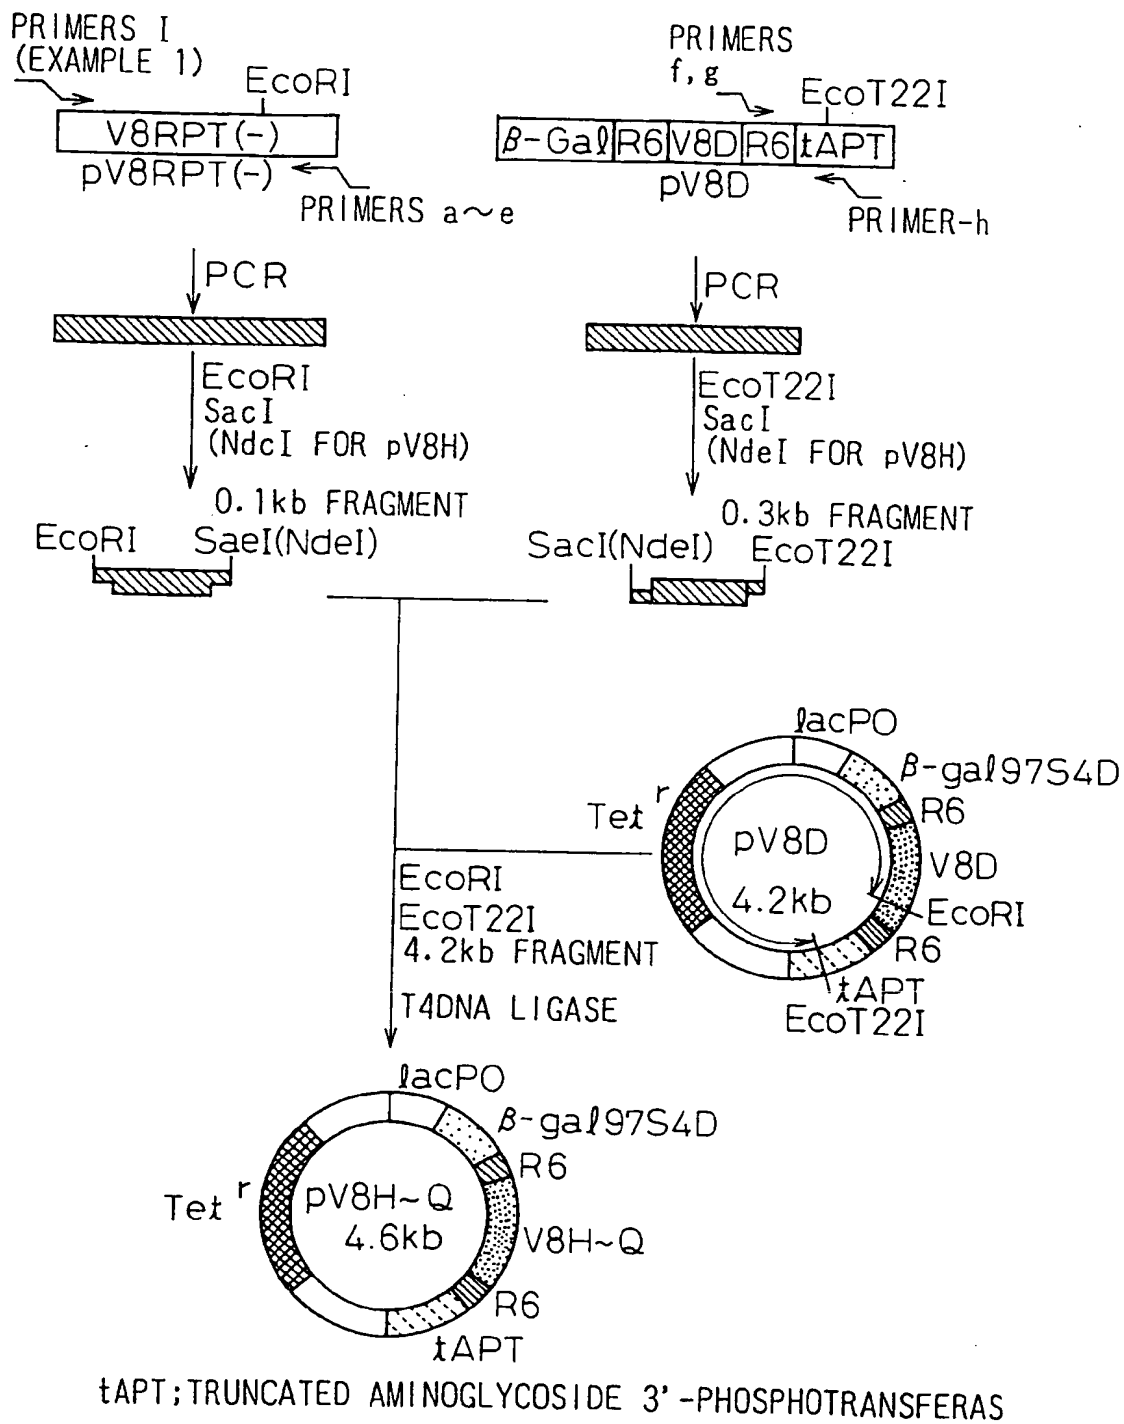 PRIMERS I
(EXAMPLE 1)
EcoRI
V8RPT(-)
pV8RPT(-)
PRIMERS a~e
PRIMERS
f, g
EcoT22I
β-Gal R6 V8D R6 tAPT
pV8D
PRIMER-h
PCR
EcoRI
SacI
(NdcI FOR pV8H)
0.1kb FRAGMENT
EcoRI SaeI(NdeI)
PCR
EcoT22I
SacI
(NdeI FOR pV8H)
0.3kb FRAGMENT
SacI(NdeI) EcoT22I
lacPO
β-gal97S4D
R6
V8D
EcoRI
R6
tAPT
EcoT22I
Tet r
pV8D
4.2kb
EcoRI
EcoT22I
4.2kb FRAGMENT
T4DNA LIGASE
lacPO
β-gal97S4D
R6
V8H~Q
R6
tAPT
Tet r
pV8H~Q
4.6kb
tAPT;TRUNCATED AMINOGLYCOSIDE 3'-PHOSPHOTRANSFERAS